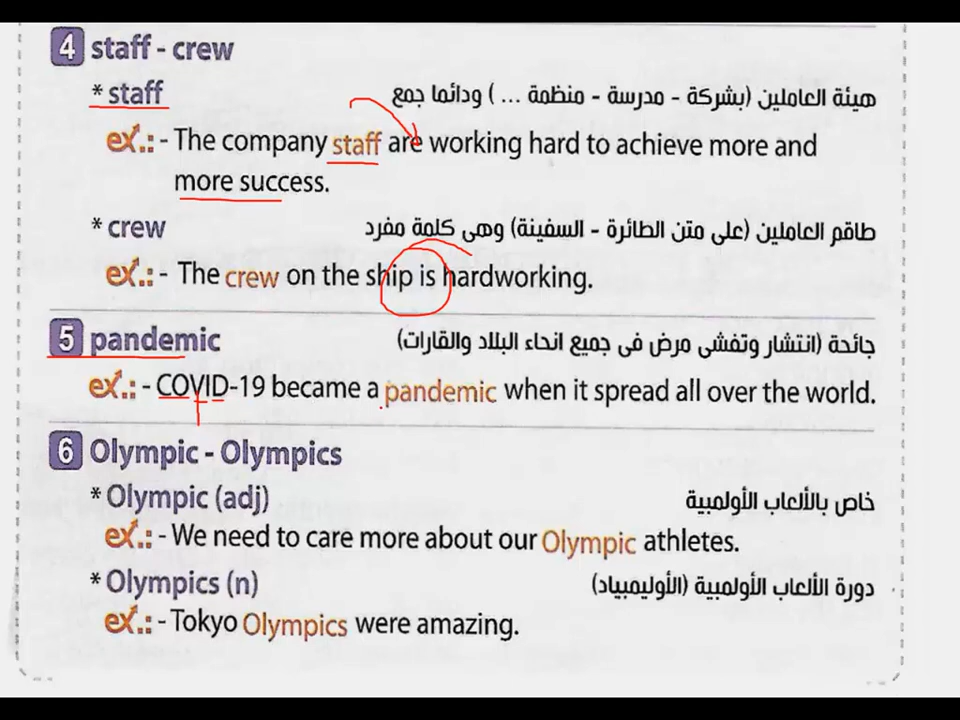 4 staff - crew
* staff هيئة العاملين (بشركة - مدرسة - منظمة ... ) ودائما جمع
ex.: - The company staff are working hard to achieve more and
more success.
* crew طاقم العاملين (على متن الطائرة - السفينة) وهى كلمة مفرد
ex.: - The crew on the ship is hardworking.
5 pandemic جائحة (انتشار وتفشى مرض فى جميع انحاء البلاد والقارات)
ex.: - COVID-19 became a pandemic when it spread all over the world.
6 Olympic - Olympics
* Olympic (adj) خاص بالألعاب الأولمبية
ex.: - We need to care more about our Olympic athletes.
* Olympics (n) دورة الألعاب الأولمبية (الأوليمبياد)
ex.: - Tokyo Olympics were amazing.